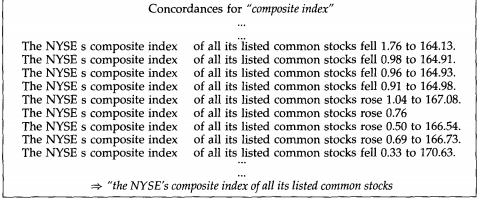 Concordances for "composite index"
...
...
The NYSE s composite index of all its listed common stocks fell 1.76 to 164.13.
The NYSE s composite index of all its listed common stocks fell 0.98 to 164.91.
The NYSE s composite index of all its listed common stocks fell 0.96 to 164.93.
The NYSE s composite index of all its listed common stocks fell 0.91 to 164.98.
The NYSE s composite index of all its listed common stocks rose 1.04 to 167.08.
The NYSE s composite index of all its listed common stocks rose 0.76
The NYSE s composite index of all its listed common stocks rose 0.50 to 166.54.
The NYSE s composite index of all its listed common stocks rose 0.69 to 166.73.
The NYSE s composite index of all its listed common stocks fell 0.33 to 170.63.
...
...
⇒ "the NYSE's composite index of all its listed common stocks